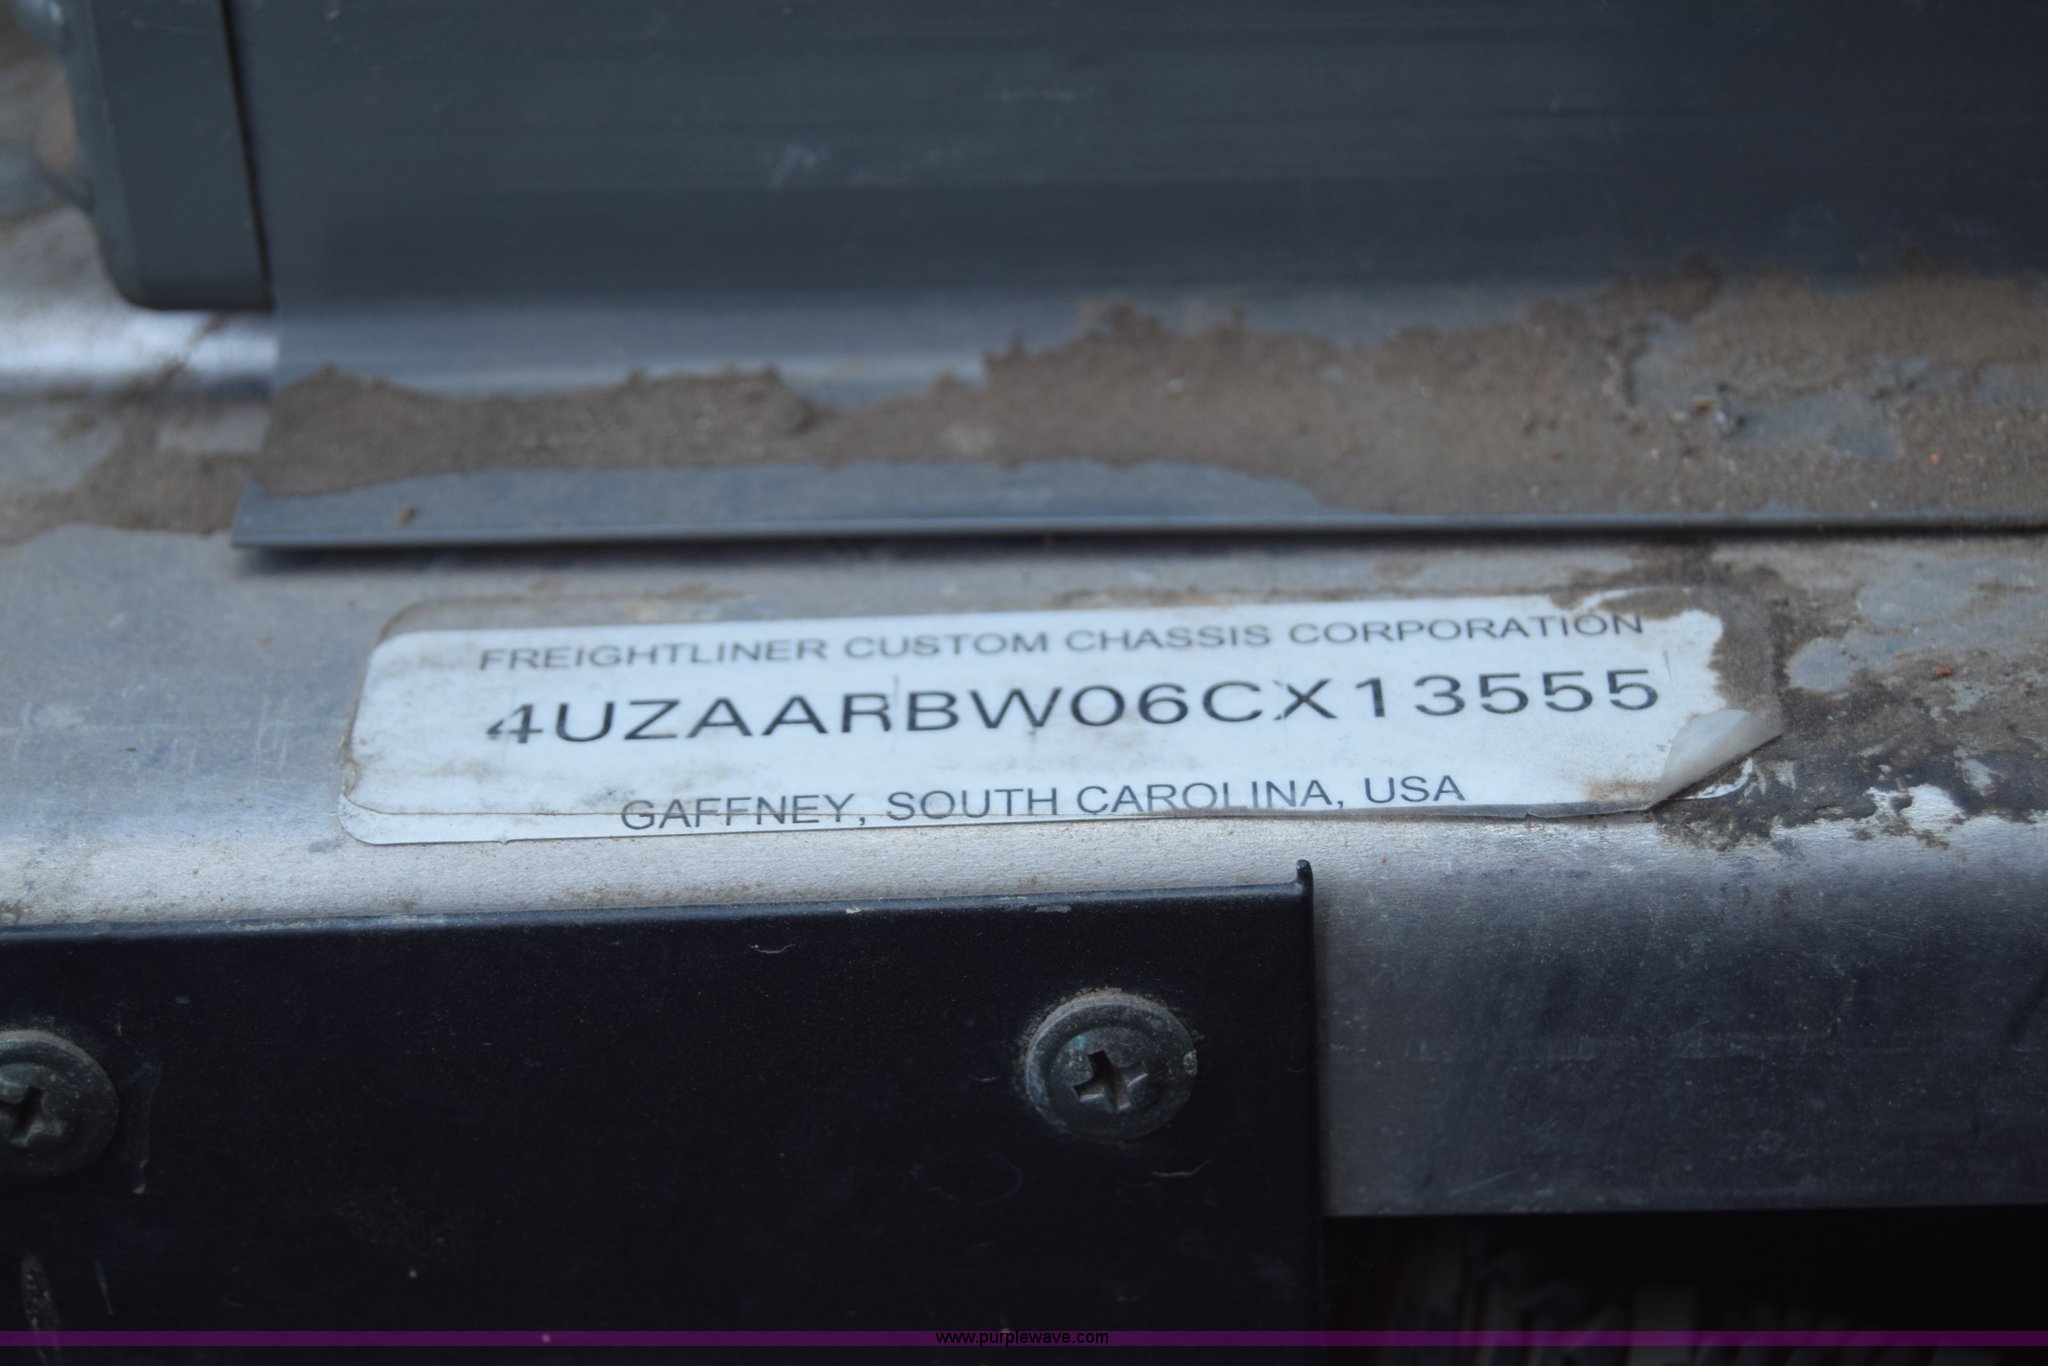 FREIGHTLINER CUSTOM CHASSIS CORPORATION
4UZAARBW06CX13555
GAFFNEY, SOUTH CAROLINA, USA
www.purplewave.com